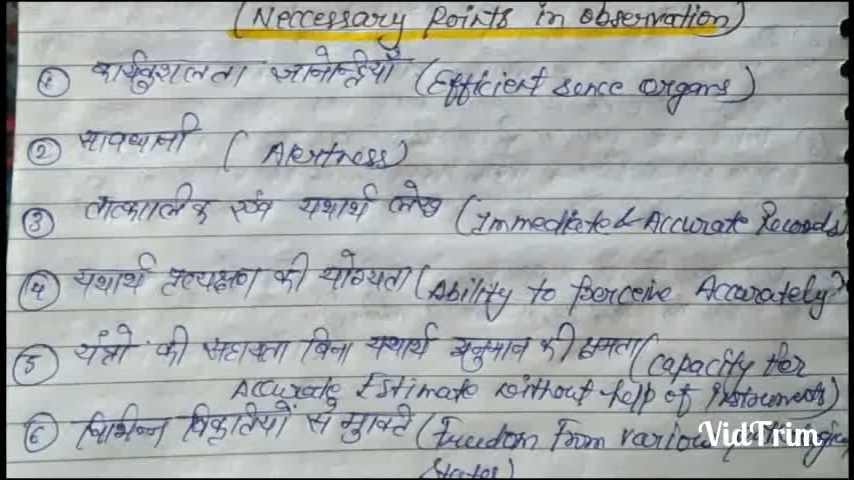 (Neccessary Points in observation)
① कार्यकुशलता ज्ञानेन्द्रियाँ (Efficient sence organs)
② सावधानी (Alertness)
③ तात्कालिक एवं यथार्थ लेख (Immediate & Accurate Records)
④ यथार्थ प्रत्यक्षण की योग्यता (Ability to perceive Accurately)
⑤ यंत्रो की सहायता बिना यथार्थ अनुमान की क्षमता (Capacity for
Accurate Estimate without help of Instruments)
⑥ विभिन्न विकृतियों से मुक्ति (Freedom from various
States)
VidTrim